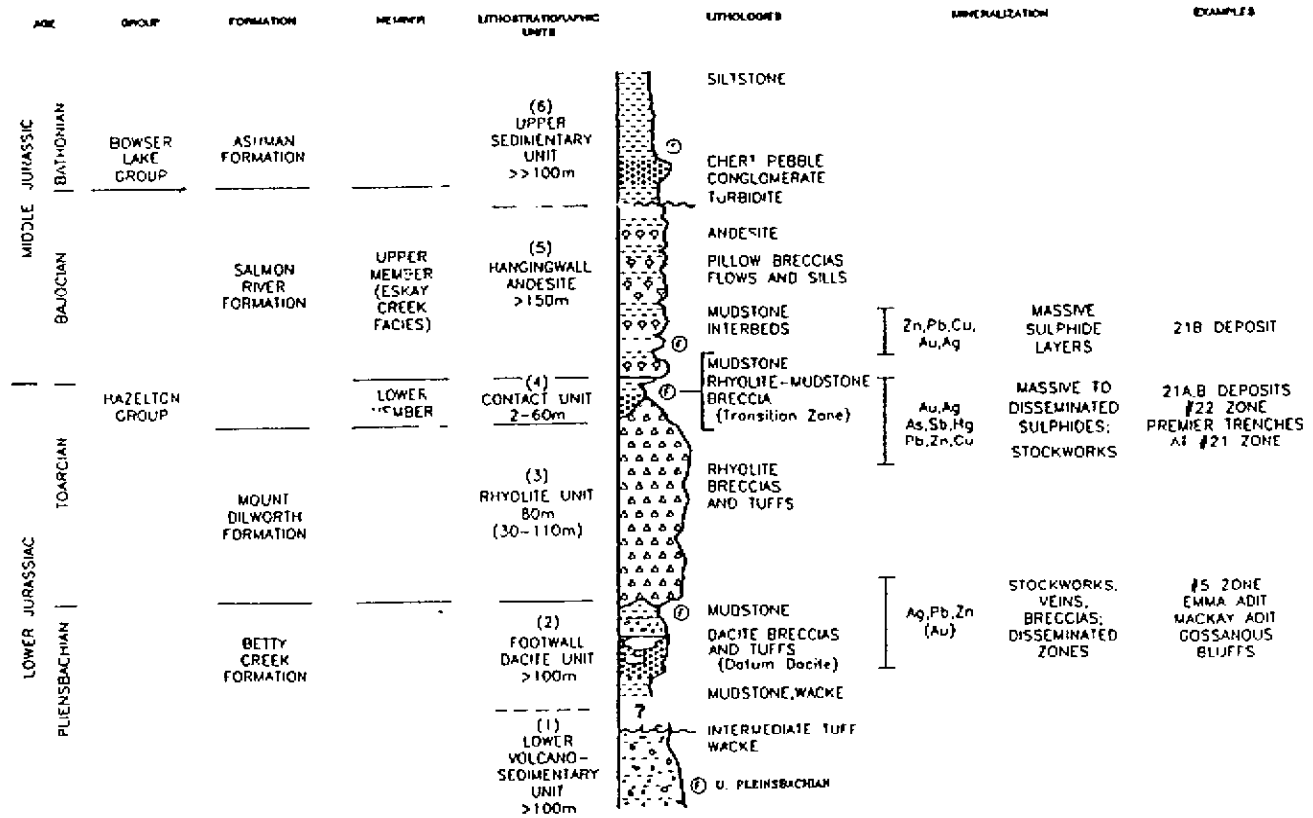 AGE
GROUP
FORMATION
MEMBER
LITHOSTRATIGRAPHIC
UNITS
LITHOLOGIES
MINERALIZATION
EXAMPLES
MIDDLE JURASSIC
BATHONIAN
BAJOCIAN
LOWER JURASSIAC
TOARCIAN
PLIENSBACHIAN
BOWSER
LAKE
GROUP
HAZELTON
GROUP
ASHMAN
FORMATION
SALMON
RIVER
FORMATION
MOUNT
DILWORTH
FORMATION
BETTY
CREEK
FORMATION
UPPER
MEMBER
(ESKAY
CREEK
FACIES)
LOWER
MEMBER
(6)
UPPER
SEDIMENTARY
UNIT
>>100m
(5)
HANGINGWALL
ANDESITE
>150m
(4)
CONTACT UNIT
2-60m
(3)
RHYOLITE UNIT
80m
(30-110m)
(2)
FOOTWALL
DACITE UNIT
>100m
(1)
LOWER
VOLCANO-
SEDIMENTARY
UNIT
>100m
F
F
F
F
?
SILTSTONE
CHERT PEBBLE
CONGLOMERATE
TURBIDITE
ANDESITE
PILLOW BRECCIAS
FLOWS AND SILLS
MUDSTONE
INTERBEDS
MUDSTONE
RHYOLITE-MUDSTONE
BRECCIA
(Transition Zone)
RHYOLITE
BRECCIAS
AND TUFFS
MUDSTONE
DACITE BRECCIAS
AND TUFFS
(Datum Dacite)
MUDSTONE,WACKE
INTERMEDIATE TUFF
WACKE
F U. PLEINSBACHIAN
Zn,Pb,Cu,
Au,Ag
MASSIVE
SULPHIDE
LAYERS
21B DEPOSIT
Au,Ag
As,Sb,Hg
Pb,Zn,Cu
MASSIVE TO
DISSEMINATED
SULPHIDES;
STOCKWORKS
21A,B DEPOSITS
#22 ZONE
PREMIER TRENCHES
AT #21 ZONE
Ag,Pb,Zn
(Au)
STOCKWORKS,
VEINS,
BRECCIAS;
DISSEMINATED
ZONES
#5 ZONE
EMMA ADIT
MACKAY ADIT
GOSSANOUS
BLUFFS